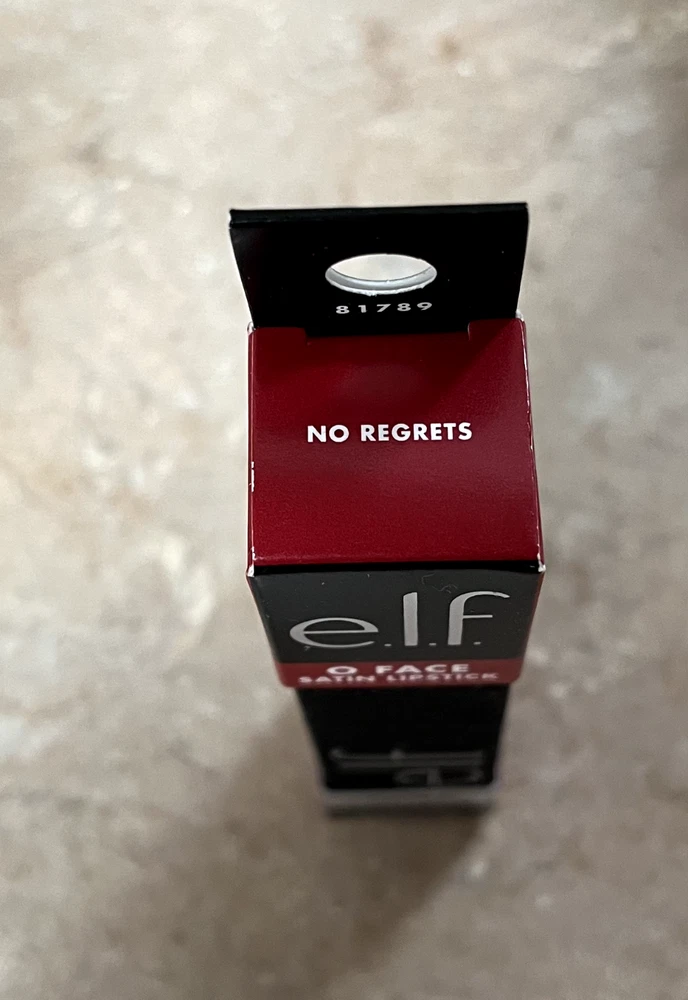 81789
NO REGRETS
e.l.f.
O FACE
SATIN LIPSTICK